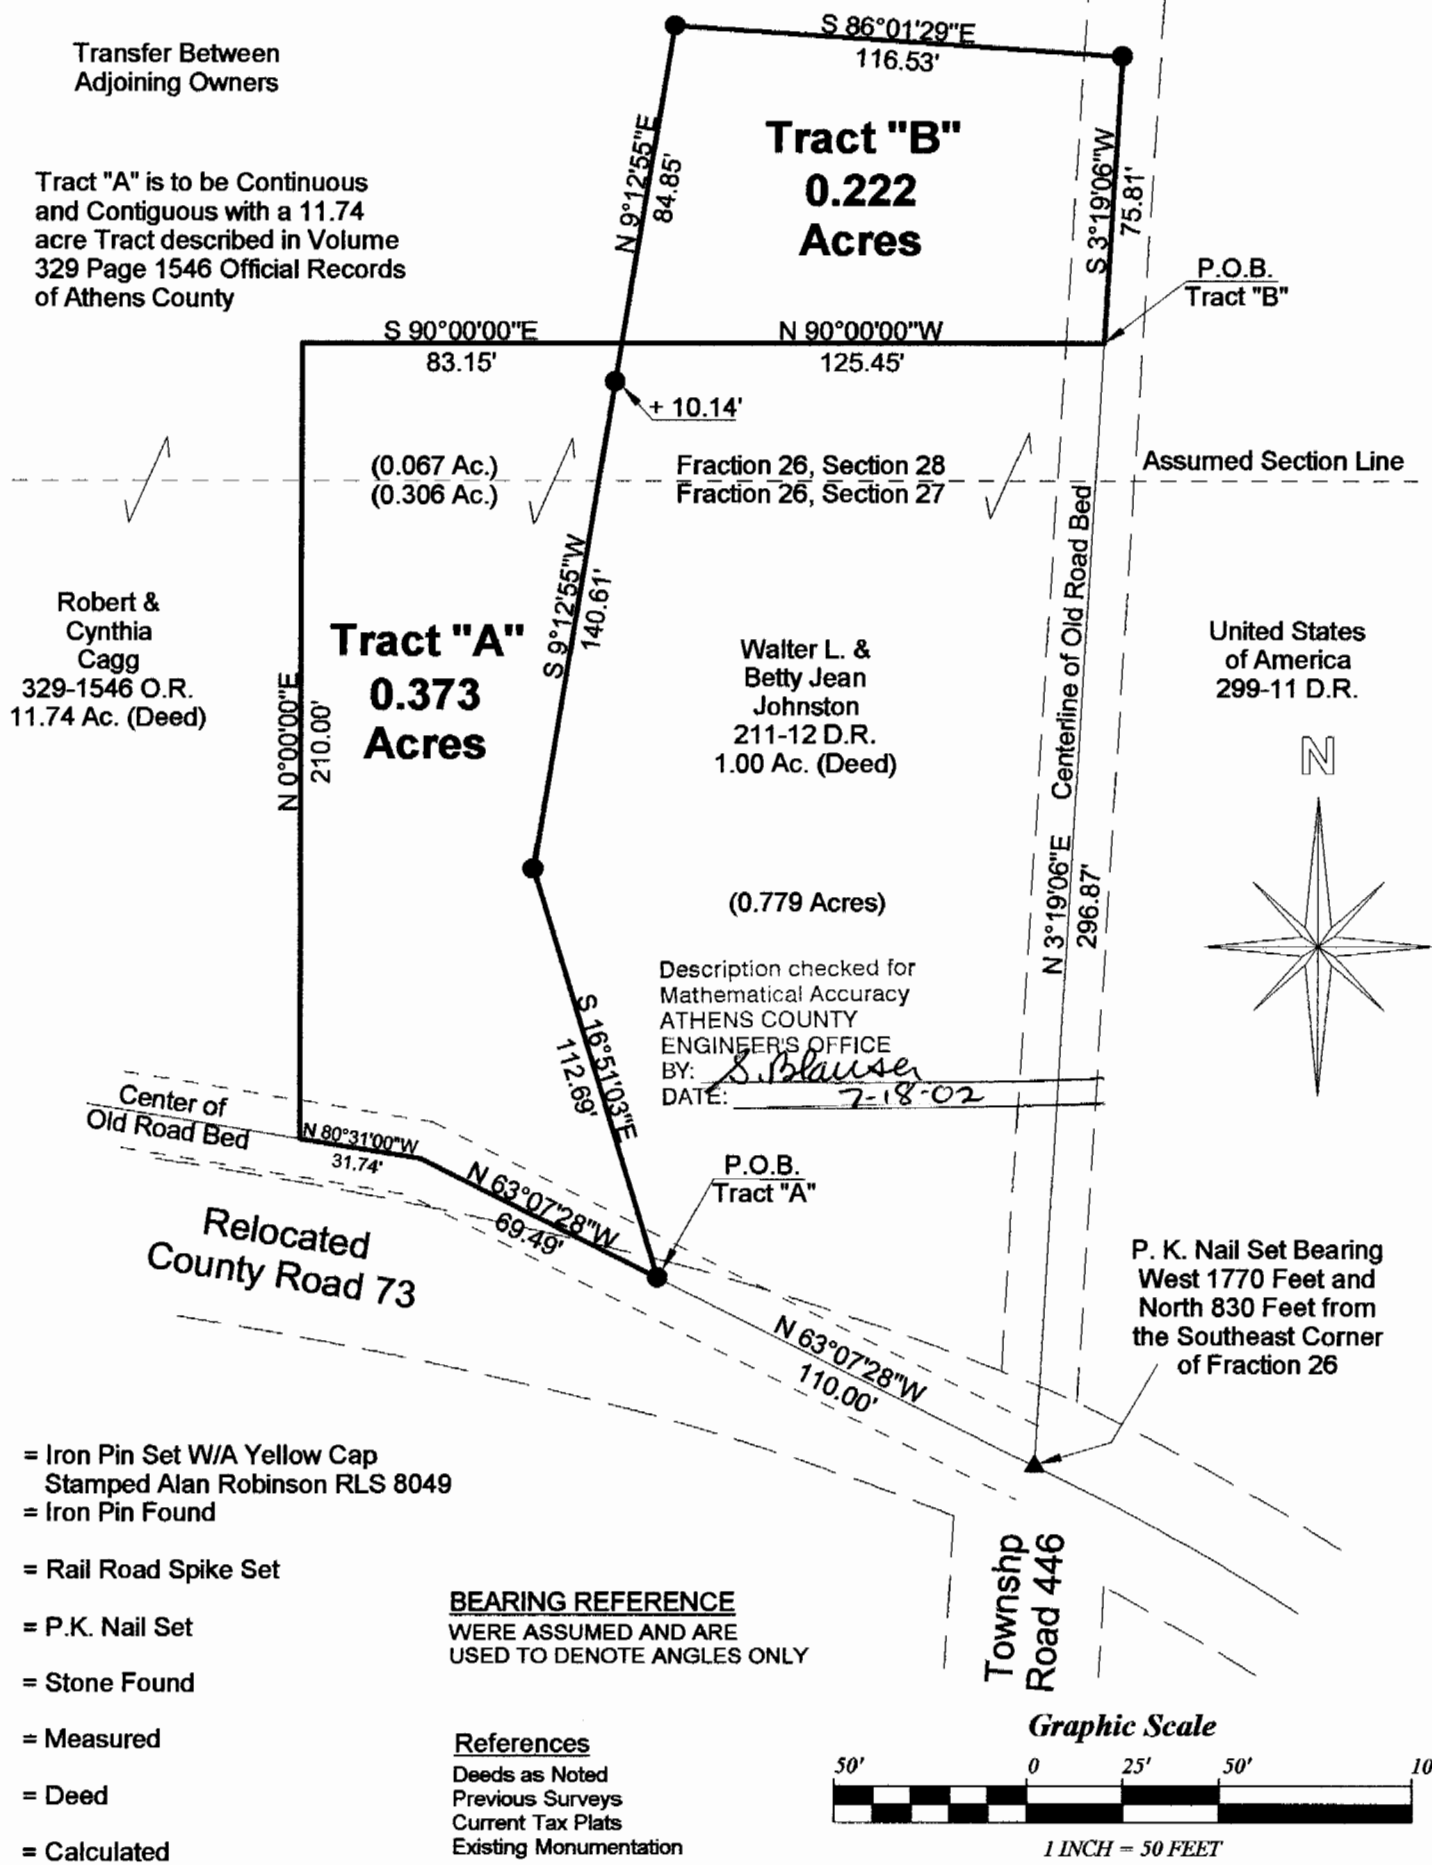 Transfer Between
Adjoining Owners
Tract "A" is to be Continuous
and Contiguous with a 11.74
acre Tract described in Volume
329 Page 1546 Official Records
of Athens County
S 86°01'29"E
116.53'
N 9°12'55"E
84.85'
Tract "B"
0.222
Acres
S 3°19'06"W
75.81'
P.O.B.
Tract "B"
S 90°00'00"E
83.15'
N 90°00'00"W
125.45'
+ 10.14'
(0.067 Ac.)
(0.306 Ac.)
Fraction 26, Section 28
Fraction 26, Section 27
Assumed Section Line
Robert &
Cynthia
Cagg
329-1546 O.R.
11.74 Ac. (Deed)
N 0°00'00"E
210.00'
Tract "A"
0.373
Acres
S 9°12'55"W
140.61'
Walter L. &
Betty Jean
Johnston
211-12 D.R.
1.00 Ac. (Deed)
(0.779 Acres)
Centerline of Old Road Bed
N 3°19'06"E
296.87'
United States
of America
299-11 D.R.
N
Description checked for
Mathematical Accuracy
ATHENS COUNTY
ENGINEER'S OFFICE
BY: S. Blauser
DATE: 7-18-02
S 16°51'03"E
112.69'
Center of
Old Road Bed
N 80°31'00"W
31.74'
N 63°07'28"W
69.49'
P.O.B.
Tract "A"
Relocated
County Road 73
N 63°07'28"W
110.00'
P. K. Nail Set Bearing
West 1770 Feet and
North 830 Feet from
the Southeast Corner
of Fraction 26
Townshp
Road 446
= Iron Pin Set W/A Yellow Cap
Stamped Alan Robinson RLS 8049
= Iron Pin Found
= Rail Road Spike Set
= P.K. Nail Set
= Stone Found
= Measured
= Deed
= Calculated
BEARING REFERENCE
WERE ASSUMED AND ARE
USED TO DENOTE ANGLES ONLY
References
Deeds as Noted
Previous Surveys
Current Tax Plats
Existing Monumentation
Graphic Scale
50' 0 25' 50' 10
1 INCH = 50 FEET